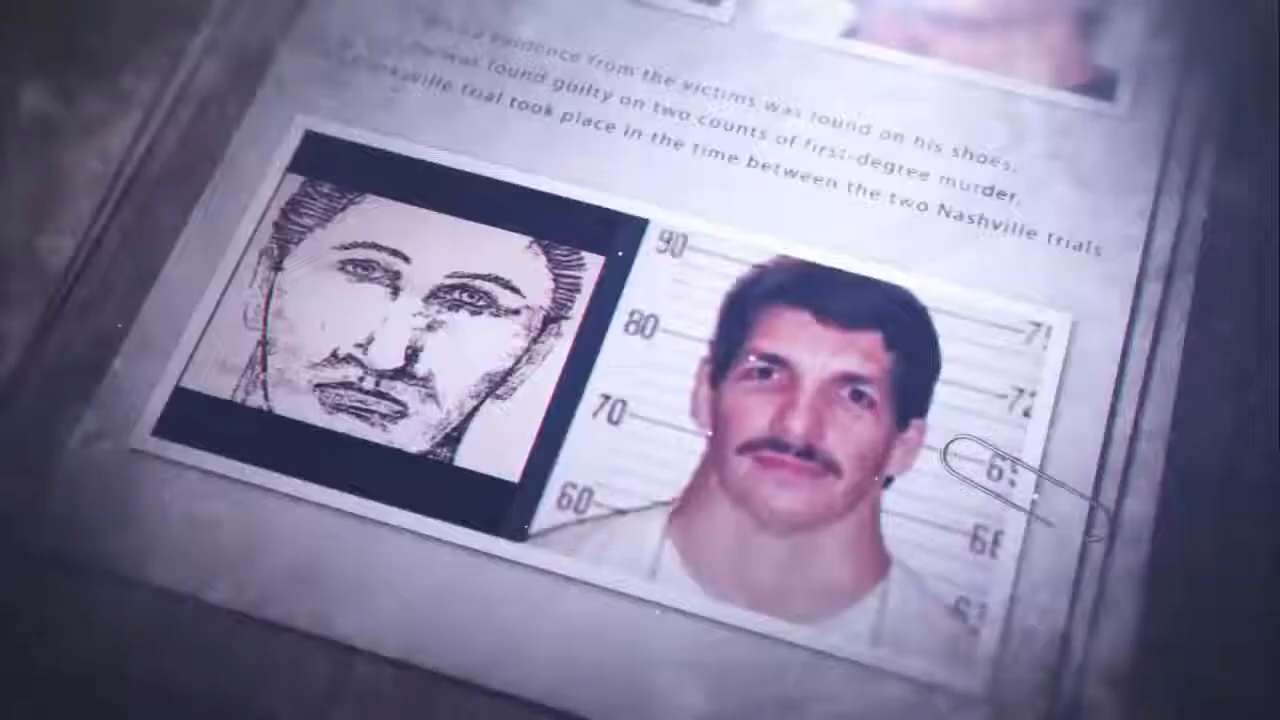 evidence from the victims was found on his shoes.
was found guilty on two counts of first-degree murder.
trial took place in the time between the two Nashville trials
90
80
70
60
72
66